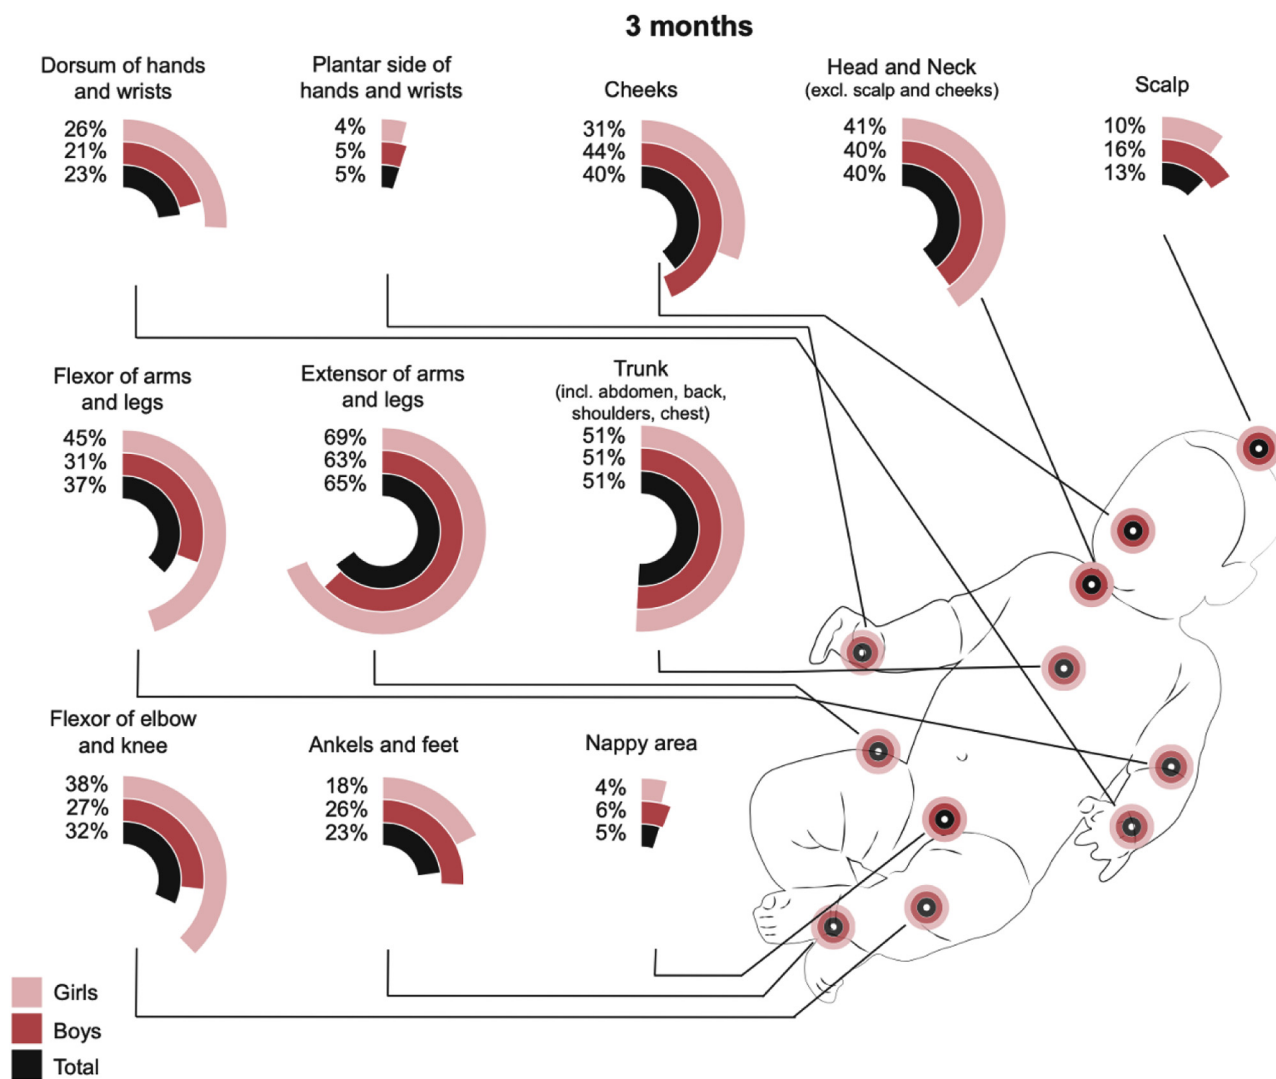 3 months
Dorsum of hands
and wrists
26%
21%
23%
Plantar side of
hands and wrists
4%
5%
5%
Cheeks
31%
44%
40%
Head and Neck
(excl. scalp and cheeks)
41%
40%
40%
Scalp
10%
16%
13%
Flexor of arms
and legs
45%
31%
37%
Extensor of arms
and legs
69%
63%
65%
Trunk
(incl. abdomen, back,
shoulders, chest)
51%
51%
51%
Flexor of elbow
and knee
38%
27%
32%
Ankels and feet
18%
26%
23%
Nappy area
4%
6%
5%
Girls
Boys
Total